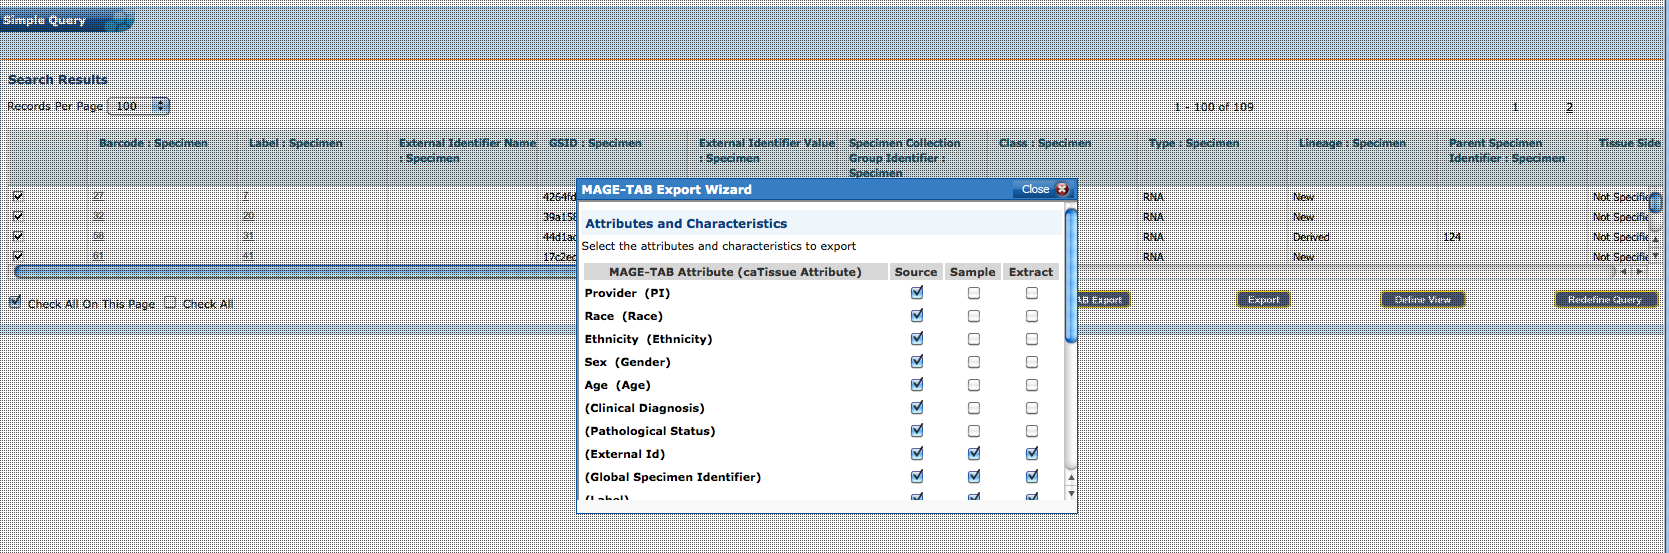 Simple Query
Search Results
Records Per Page 100
1 - 100 of 109 1 2
Barcode : Specimen Label : Specimen External Identifier Name : Specimen GSID : Specimen External Identifier Value : Specimen Specimen Collection Group Identifier : Specimen Class : Specimen Type : Specimen Lineage : Specimen Parent Specimen Identifier : Specimen Tissue Side
27 7 4264fd RNA New Not Specifie
32 20 39a158 RNA New Not Specifie
58 31 44d1ad RNA Derived 124 Not Specifie
61 41 17c2ed RNA New Not Specifie
Check All On This Page Check All
AB Export Export Define View Redefine Query
MAGE-TAB Export Wizard Close
Attributes and Characteristics
Select the attributes and characteristics to export
MAGE-TAB Attribute (caTissue Attribute) Source Sample Extract
Provider (PI)
Race (Race)
Ethnicity (Ethnicity)
Sex (Gender)
Age (Age)
(Clinical Diagnosis)
(Pathological Status)
(External Id)
(Global Specimen Identifier)
(Label)